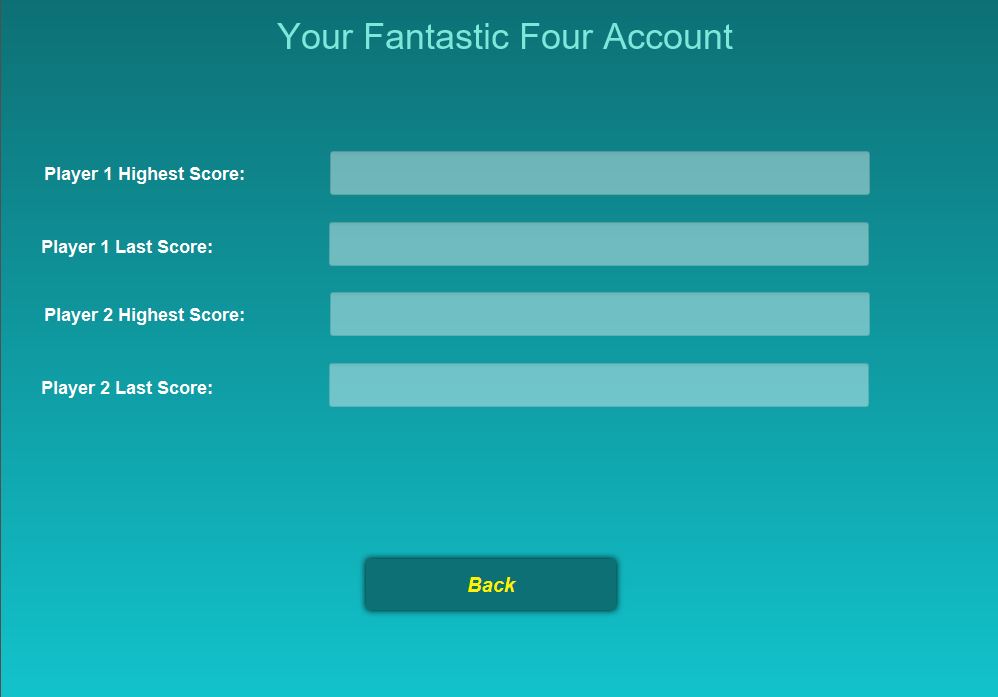 Your Fantastic Four Account
Player 1 Highest Score:
Player 1 Last Score:
Player 2 Highest Score:
Player 2 Last Score:
Back